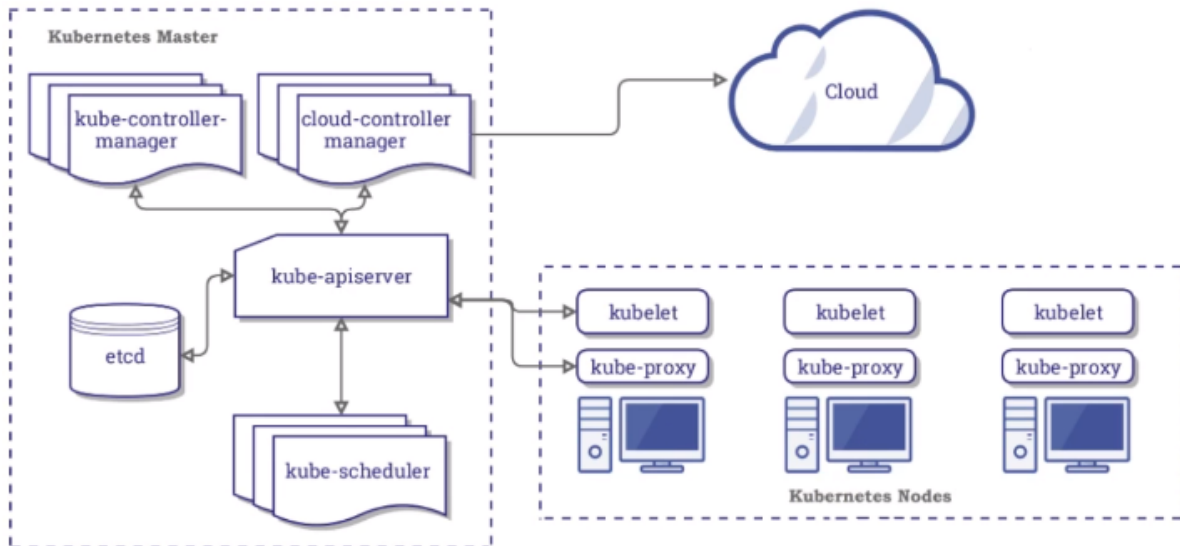 Kubernetes Master
kube-controller-
manager
cloud-controller
manager
Cloud
kube-apiserver
etcd
kube-scheduler
kubelet
kubelet
kubelet
kube-proxy
kube-proxy
kube-proxy
Kubernetes Nodes